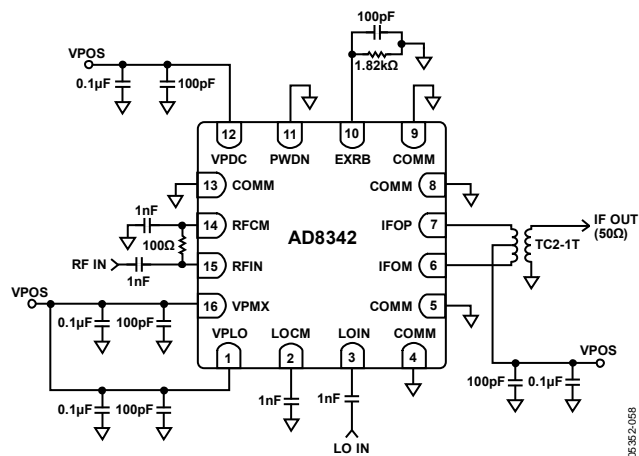 100pF
1.82kΩ
VPOS
0.1µF
100pF
12
11
10
9
VPDC
PWDN
EXRB
COMM
13
COMM
COMM
8
1nF
14
RFCM
IFOP
7
IF OUT
(50Ω)
100Ω
AD8342
TC2-1T
RF IN
15
RFIN
IFOM
6
1nF
VPOS
16
VPMX
COMM
5
0.1µF
100pF
VPLO
LOCM
LOIN
COMM
1
2
3
4
VPOS
100pF
0.1µF
0.1µF
100pF
1nF
1nF
LO IN
05352-058